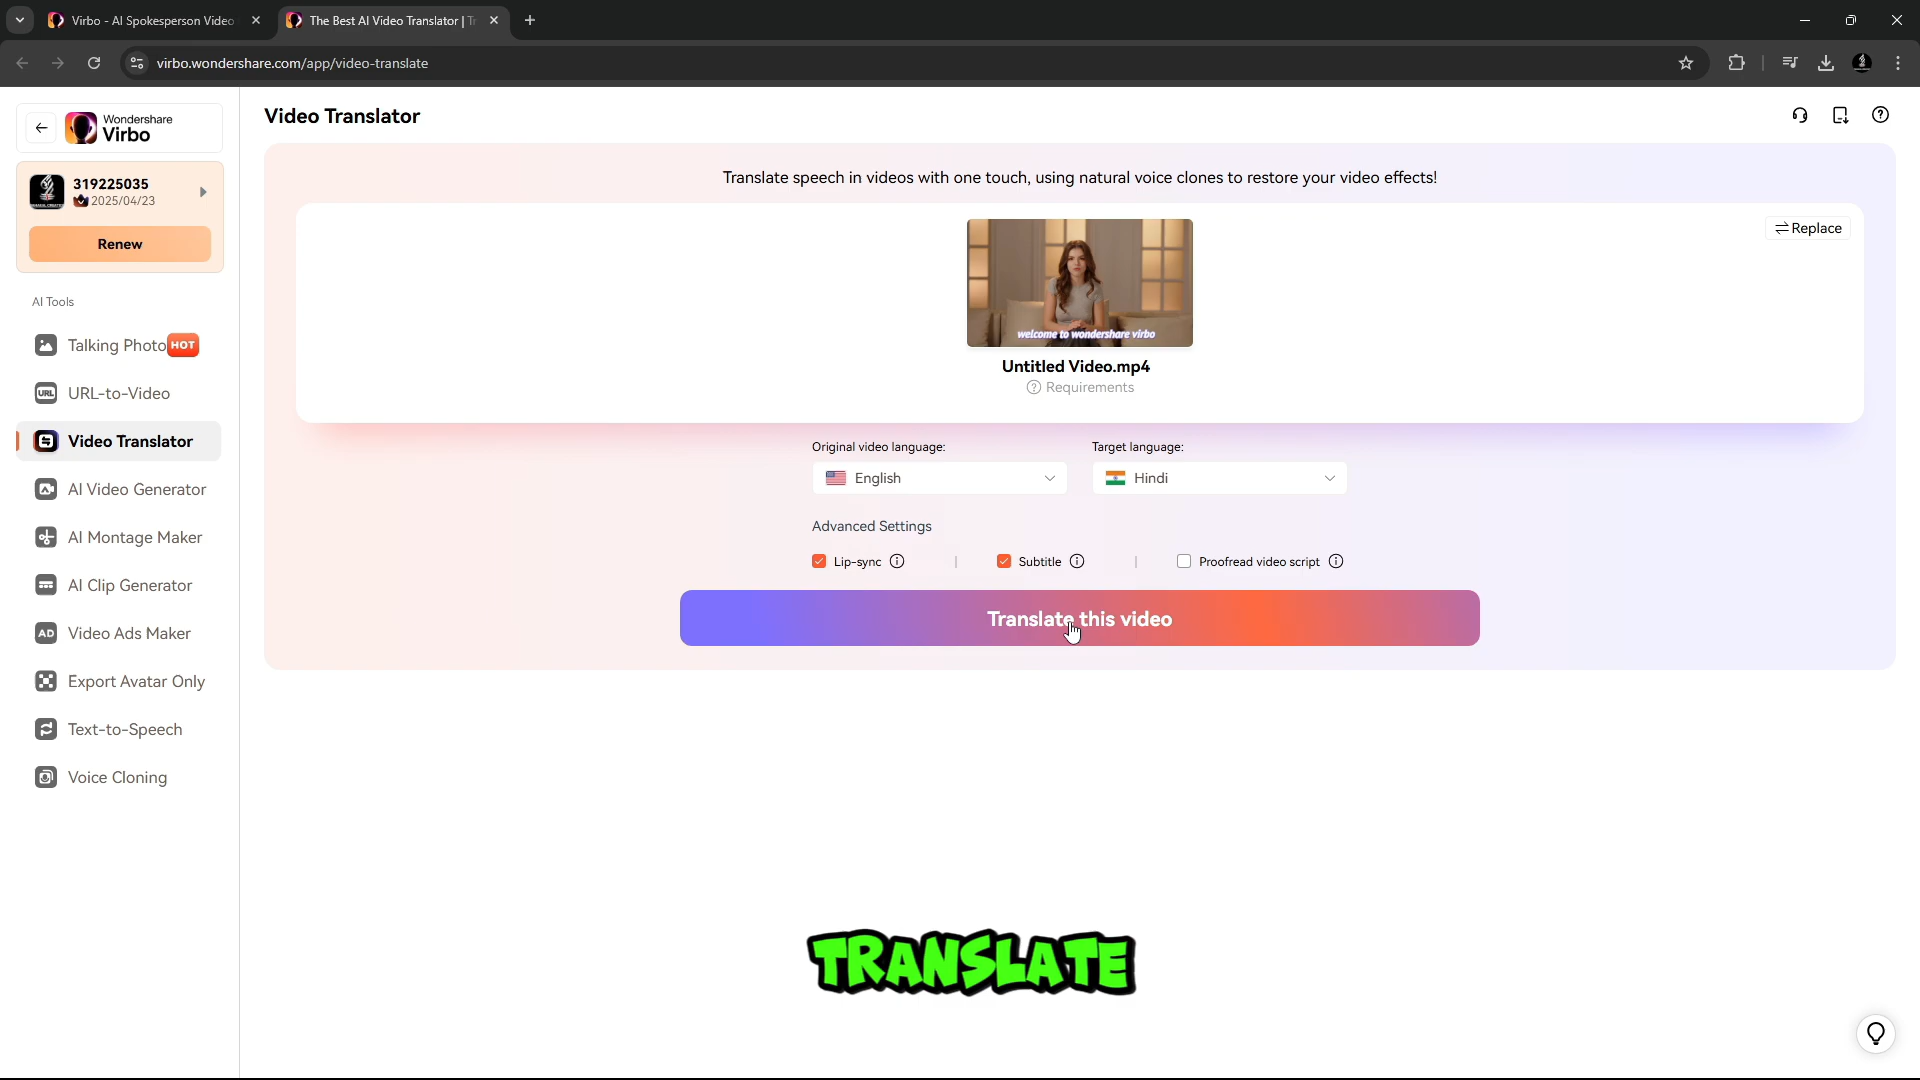 Virbo - AI Spokesperson Video
The Best AI Video Translator | Tr
virbo.wondershare.com/app/video-translate
Wondershare
Virbo
319225035
2025/04/23
Renew
AI Tools
Talking Photo HOT
URL URL-to-Video
Video Translator
AI Video Generator
AI Montage Maker
AI Clip Generator
AD Video Ads Maker
Export Avatar Only
Text-to-Speech
Voice Cloning
Video Translator
Translate speech in videos with one touch, using natural voice clones to restore your video effects!
Replace
welcome to wondershare virbo
Untitled Video.mp4
Requirements
Original video language: Target language:
English Hindi
Advanced Settings
Lip-sync | Subtitle | Proofread video script
Translate this video
TRANSLATE